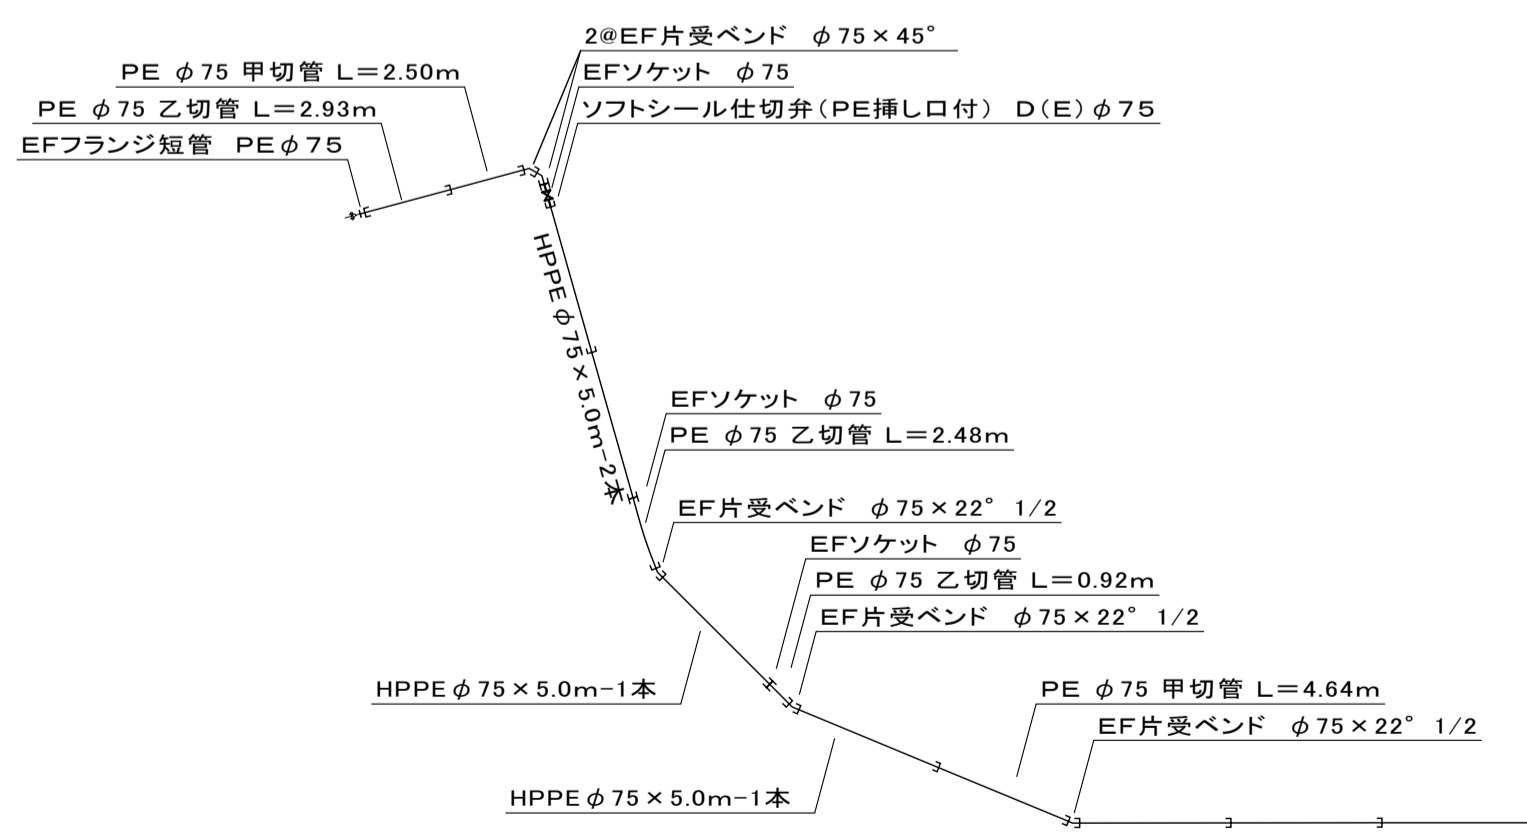 2@EF片受ベンド　φ75×45°
PE φ75 甲切管 L=2.50m
EFソケット　φ75
PE φ75 乙切管 L=2.93m
ソフトシール仕切弁(PE挿し口付)　D(E)φ75
EFフランジ短管　PEφ75
HPPEφ75×5.0m-2本
EFソケット　φ75
PE φ75 乙切管 L=2.48m
EF片受ベンド　φ75×22° 1/2
EFソケット　φ75
PE φ75 乙切管 L=0.92m
EF片受ベンド　φ75×22° 1/2
HPPEφ75×5.0m-1本
PE φ75 甲切管 L=4.64m
EF片受ベンド　φ75×22° 1/2
HPPEφ75×5.0m-1本